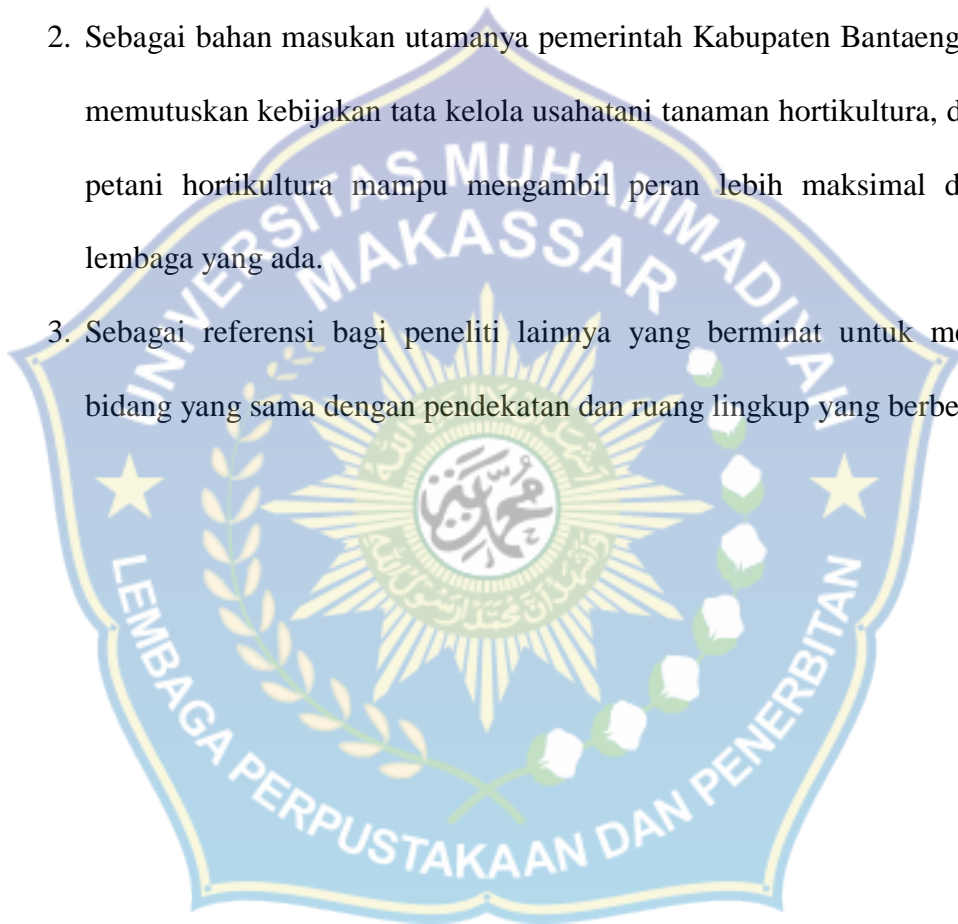 2. Sebagai bahan masukan utamanya pemerintah Kabupaten Bantaeng
memutuskan kebijakan tata kelola usahatani tanaman hortikultura, d
petani hortikultura mampu mengambil peran lebih maksimal d
lembaga yang ada.
3. Sebagai referensi bagi peneliti lainnya yang berminat untuk me
bidang yang sama dengan pendekatan dan ruang lingkup yang berbe
UNIVERSITAS MUHAMMADIYAH
MAKASSAR
محمدية
LEMBAGA PERPUSTAKAAN DAN PENERBITAN